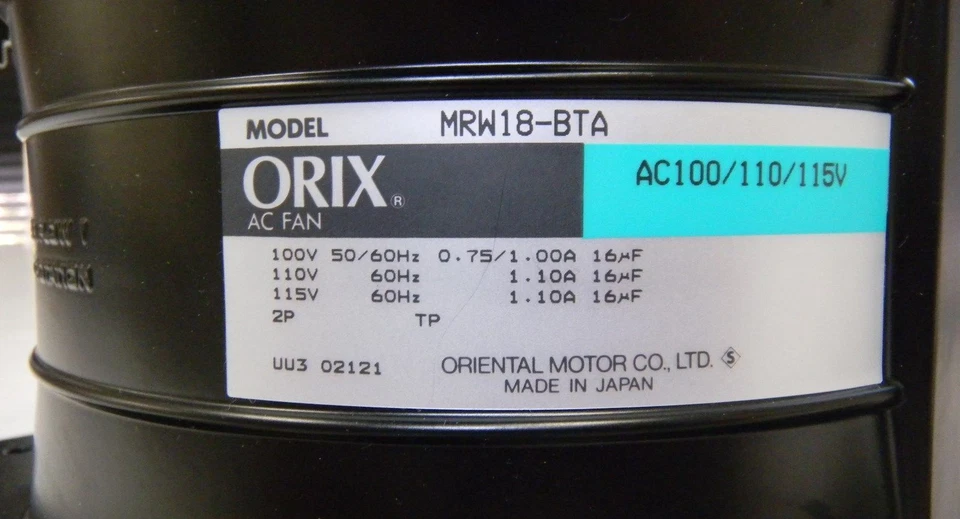 MODEL MRW18-BTA
ORIX®
AC FAN
AC100/110/115V
100V 50/60Hz 0.75/1.00A 16μF
110V 60Hz 1.10A 16μF
115V 60Hz 1.10A 16μF
2P TP
UU3 02121
ORIENTAL MOTOR CO., LTD. S
MADE IN JAPAN